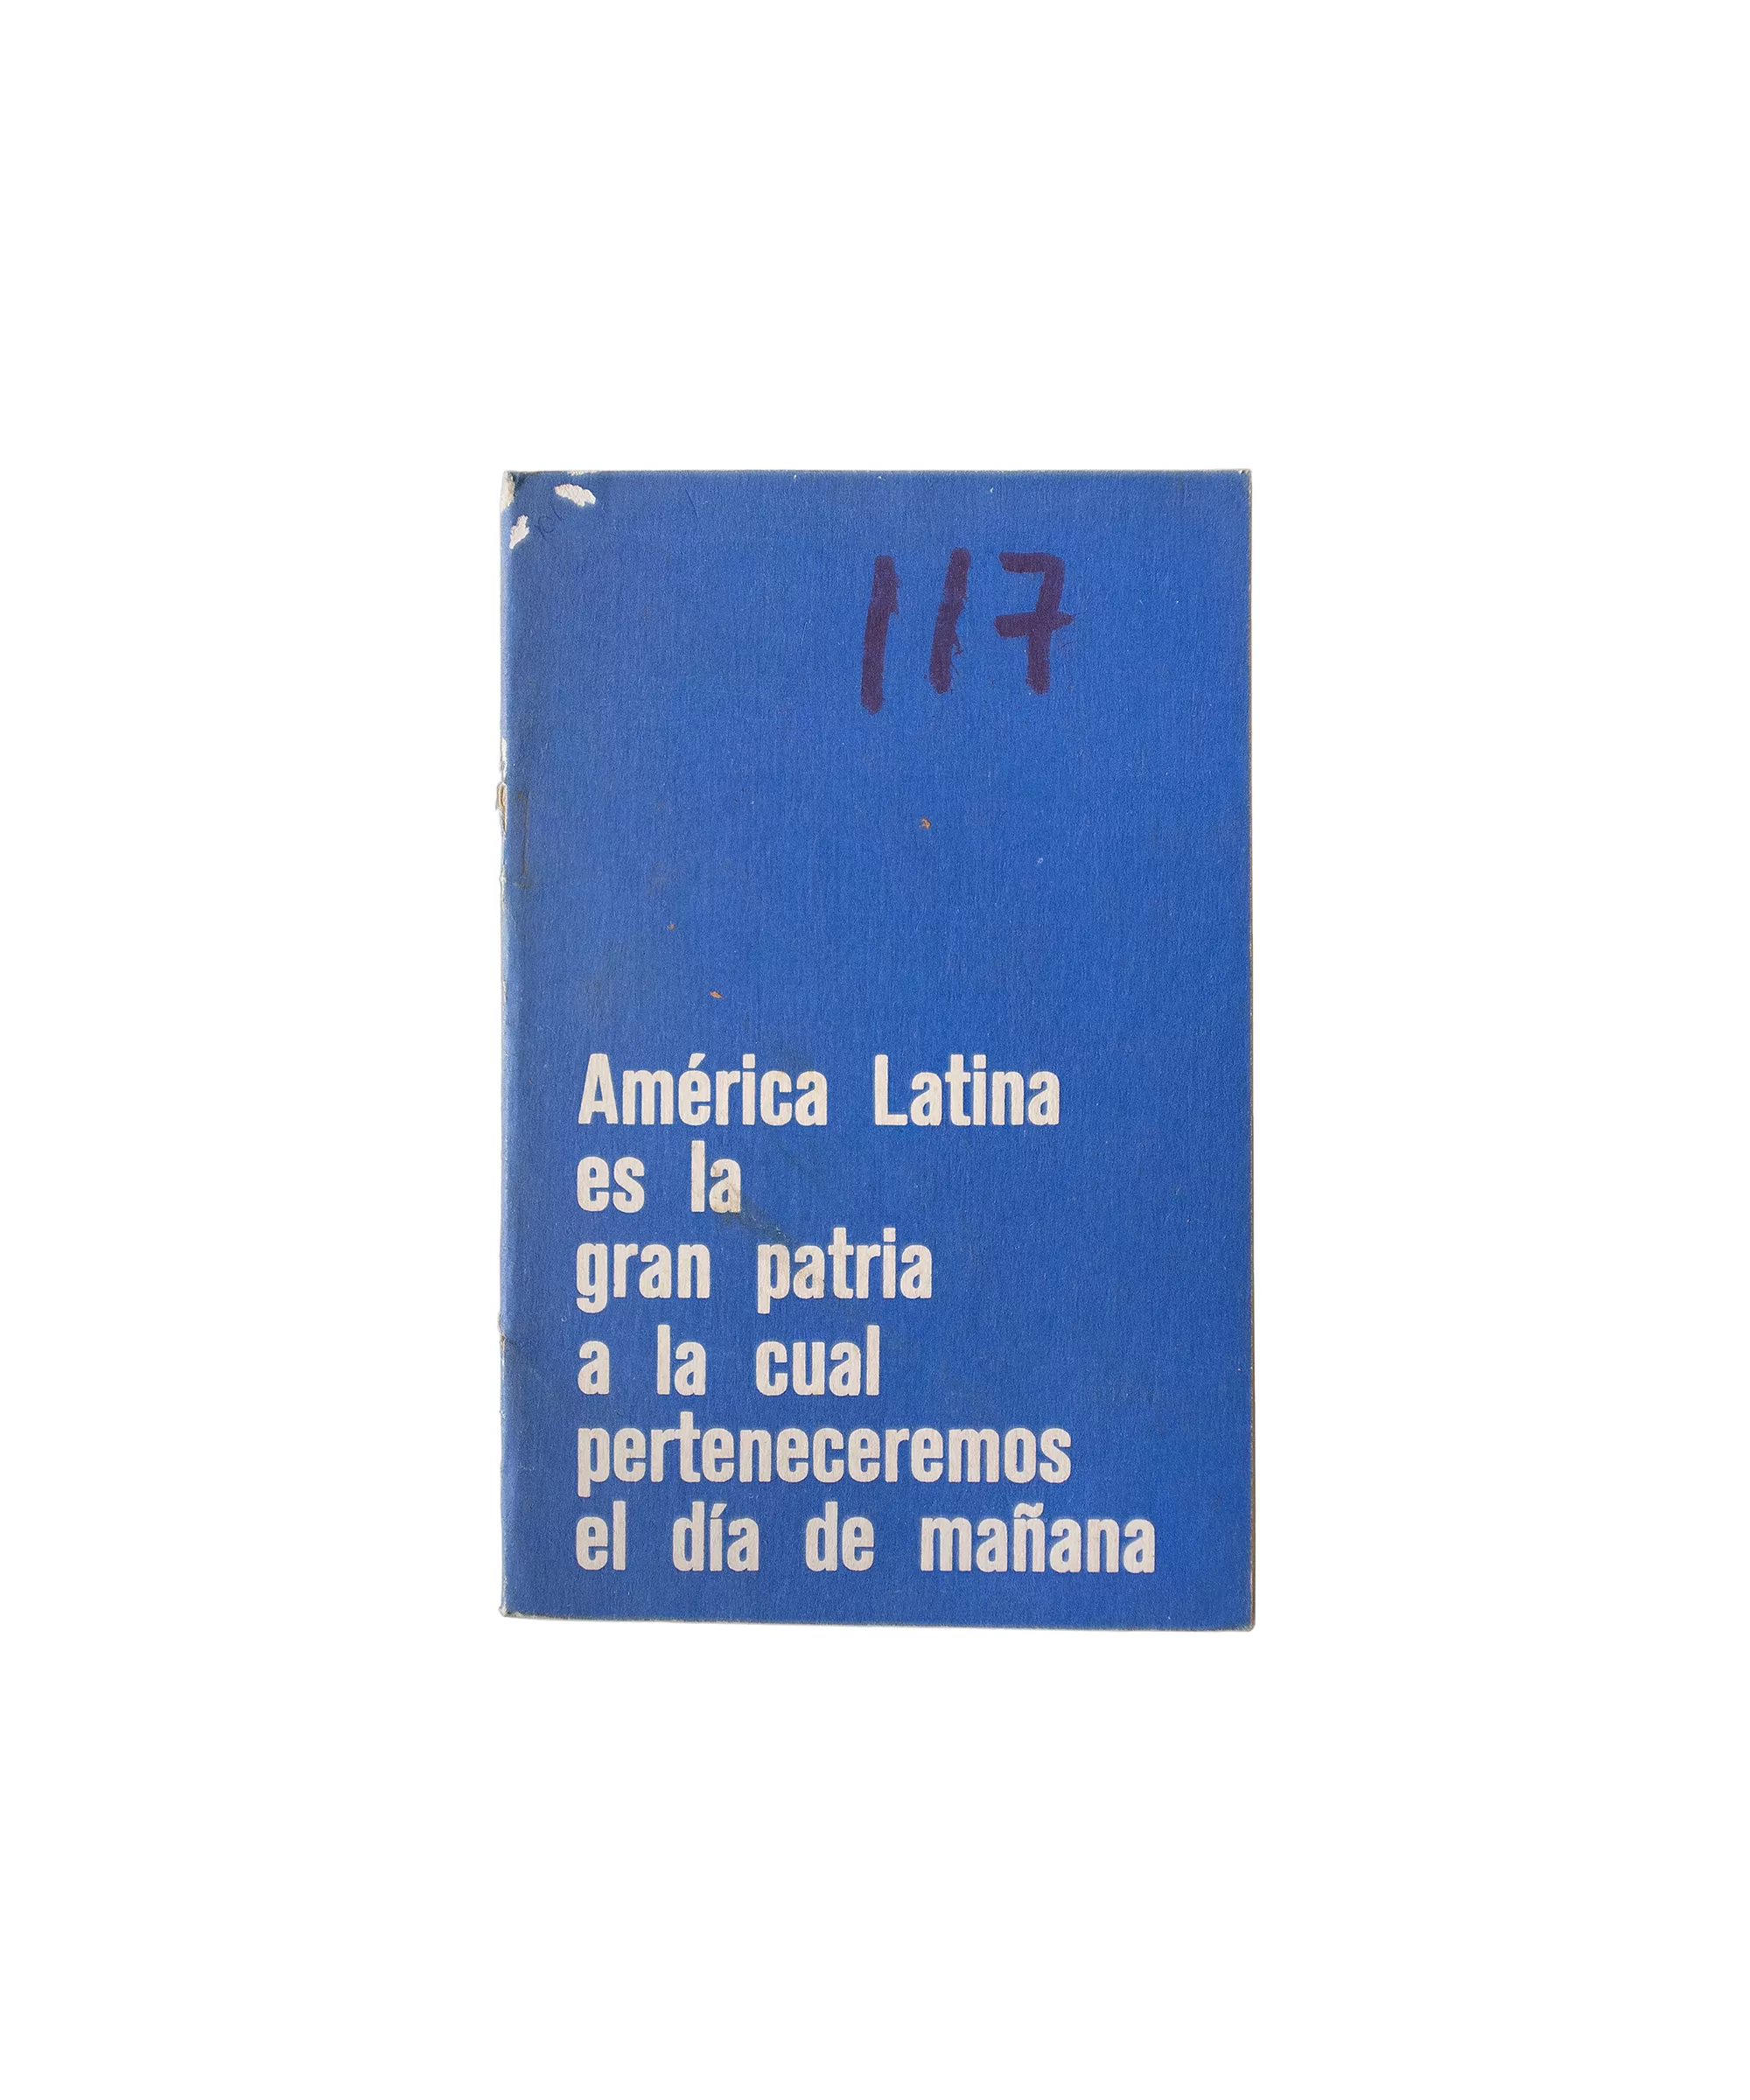 117
América Latina
es la
gran patria
a la cual
perteneceremos
el día de mañana